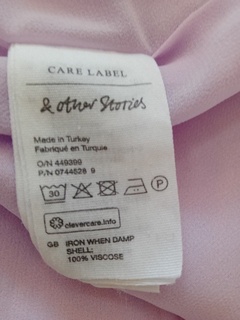 CARE LABEL
& other Stories
Made in Turkey
Fabriqué en Turquie
O/N 449399
P/N 0744528 9
30 P
clevercare.info
GB IRON WHEN DAMP
SHELL;
100% VISCOSE